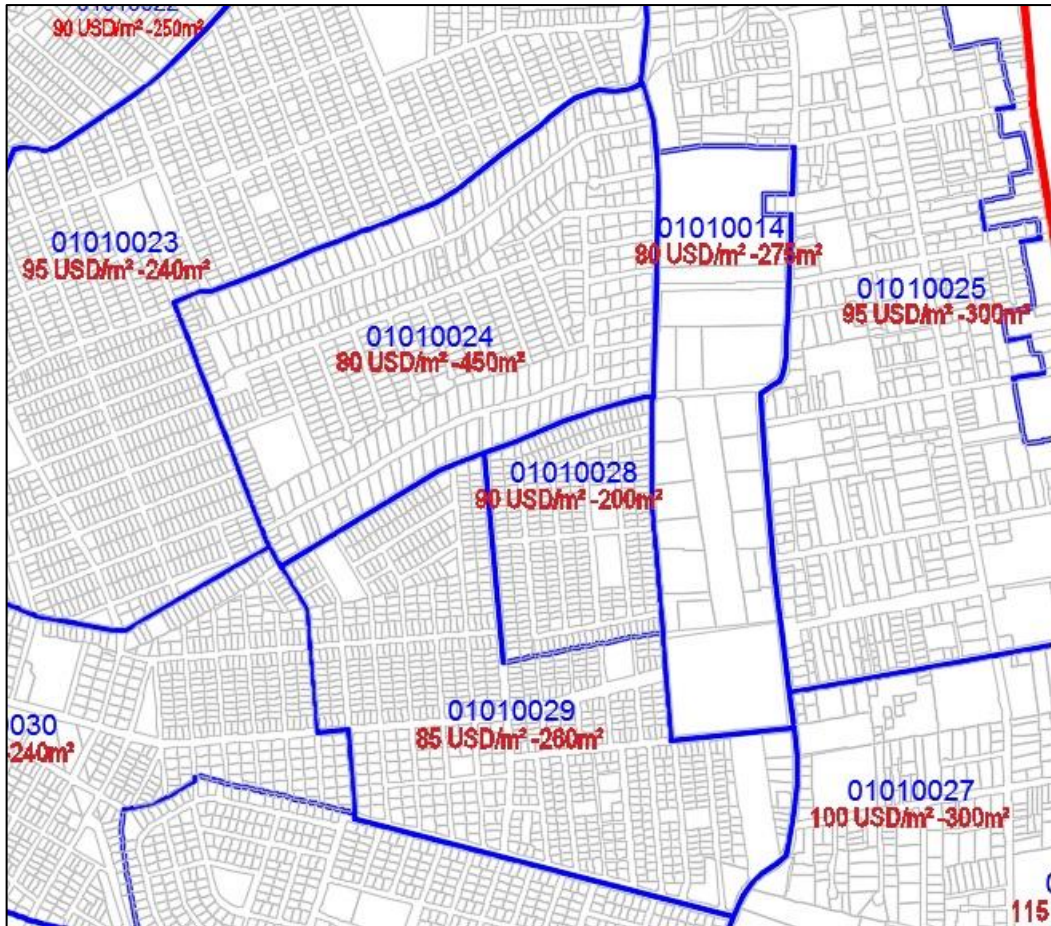 01010022
90 USD/m² -250m²
01010023
95 USD/m² -240m²
01010014
80 USD/m² -275m²
01010025
95 USD/m² -300m²
01010024
80 USD/m² -450m²
01010028
90 USD/m² -200m²
01010029
85 USD/m² -260m²
030
-240m²
01010027
100 USD/m² -300m²
0
115